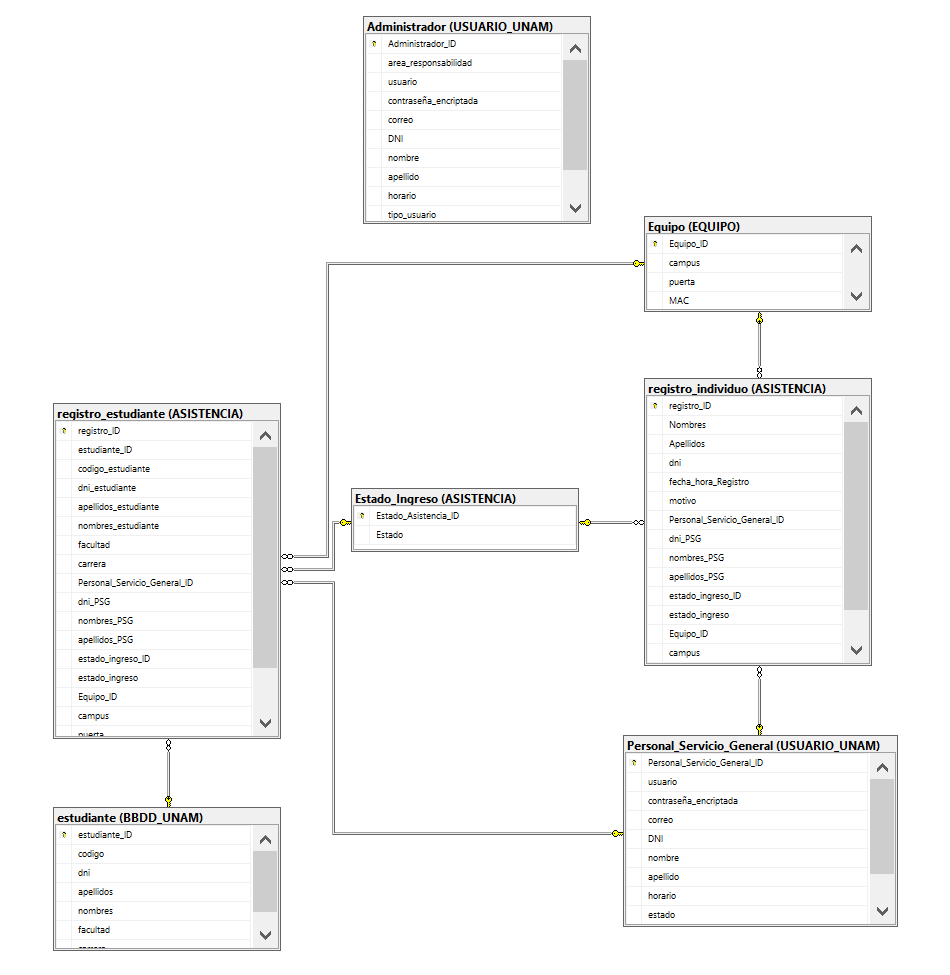 Administrador (USUARIO_UNAM)
Administrador_ID
area_responsabilidad
usuario
contraseña_encriptada
correo
DNI
nombre
apellido
horario
tipo_usuario
Equipo (EQUIPO)
Equipo_ID
campus
puerta
MAC
registro_individuo (ASISTENCIA)
registro_ID
Nombres
Apellidos
dni
fecha_hora_Registro
motivo
Personal_Servicio_General_ID
dni_PSG
nombres_PSG
apellidos_PSG
estado_ingreso_ID
estado_ingreso
Equipo_ID
campus
registro_estudiante (ASISTENCIA)
registro_ID
estudiante_ID
codigo_estudiante
dni_estudiante
apellidos_estudiante
nombres_estudiante
facultad
carrera
Personal_Servicio_General_ID
dni_PSG
nombres_PSG
apellidos_PSG
estado_ingreso_ID
estado_ingreso
Equipo_ID
campus
puerta
Estado_Ingreso (ASISTENCIA)
Estado_Asistencia_ID
Estado
Personal_Servicio_General (USUARIO_UNAM)
Personal_Servicio_General_ID
usuario
contraseña_encriptada
correo
DNI
nombre
apellido
horario
estado
estudiante (BBDD_UNAM)
estudiante_ID
codigo
dni
apellidos
nombres
facultad